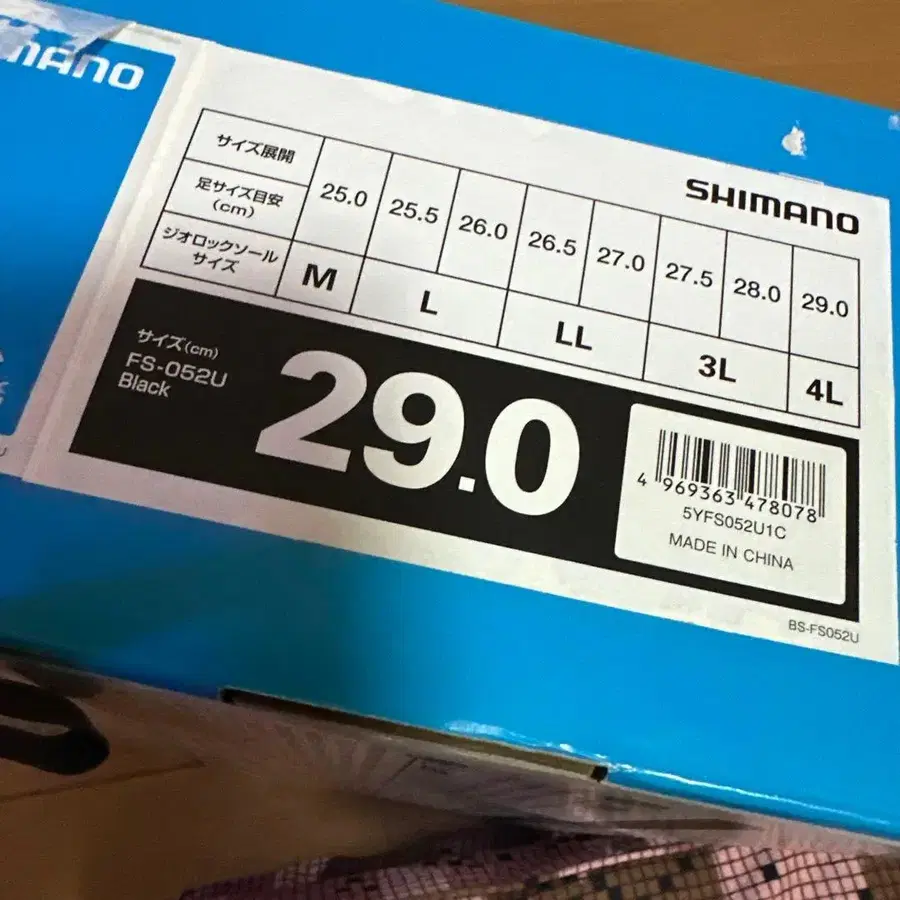 SHIMANO
サイズ展開
足サイズ目安
(cm)
25.0 25.5 26.0 26.5 27.0 27.5 28.0 29.0
ジオロックソール
サイズ
M L LL 3L 4L
サイズ(cm)
FS-052U
Black
29.0
4 969363 478078
5YFS052U1C
MADE IN CHINA
BS-FS052U